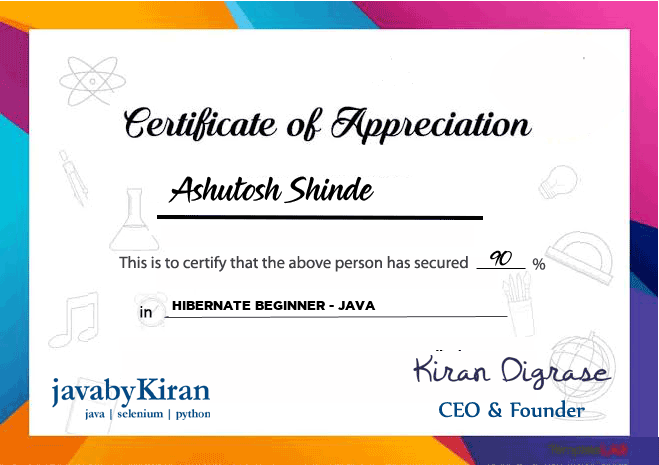 Certificate of Appreciation
Ashutosh Shinde
This is to certify that the above person has secured 90 %
in HIBERNATE BEGINNER - JAVA
Kiran Digrase
javabyKiran
CEO & Founder
java | selenium | python